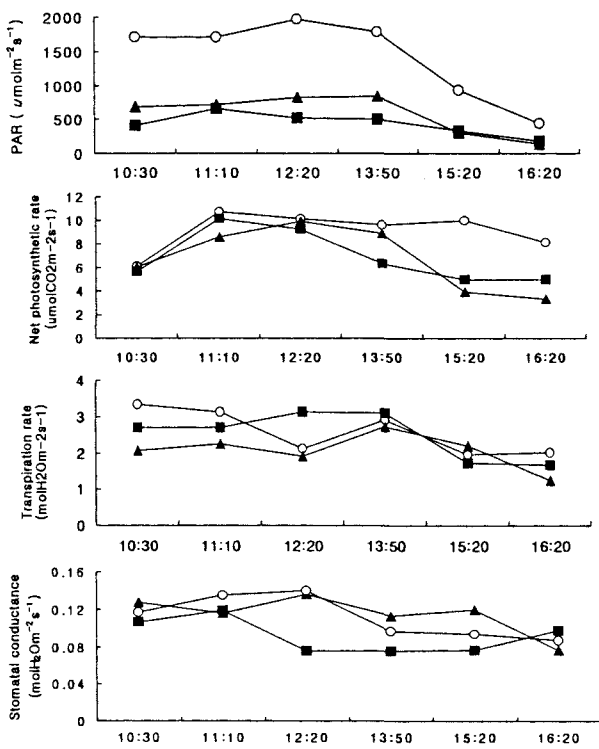 PAR ( umolm-2s-1)
2000
1500
1000
500
0
10:30 11:10 12:20 13:50 15:20 16:20
Net photosynthetic rate
(umolCO2m-2s-1)
12
10
8
6
4
2
0
10:30 11:10 12:20 13:50 15:20 16:20
Transpiration rate
(molH2Om-2s-1)
4
3
2
1
0
10:30 11:10 12:20 13:50 15:20 16:20
Stomatal conductance
(molH₂Om⁻²s⁻¹)
0.16
0.12
0.08
0.04
0
10:30 11:10 12:20 13:50 15:20 16:20